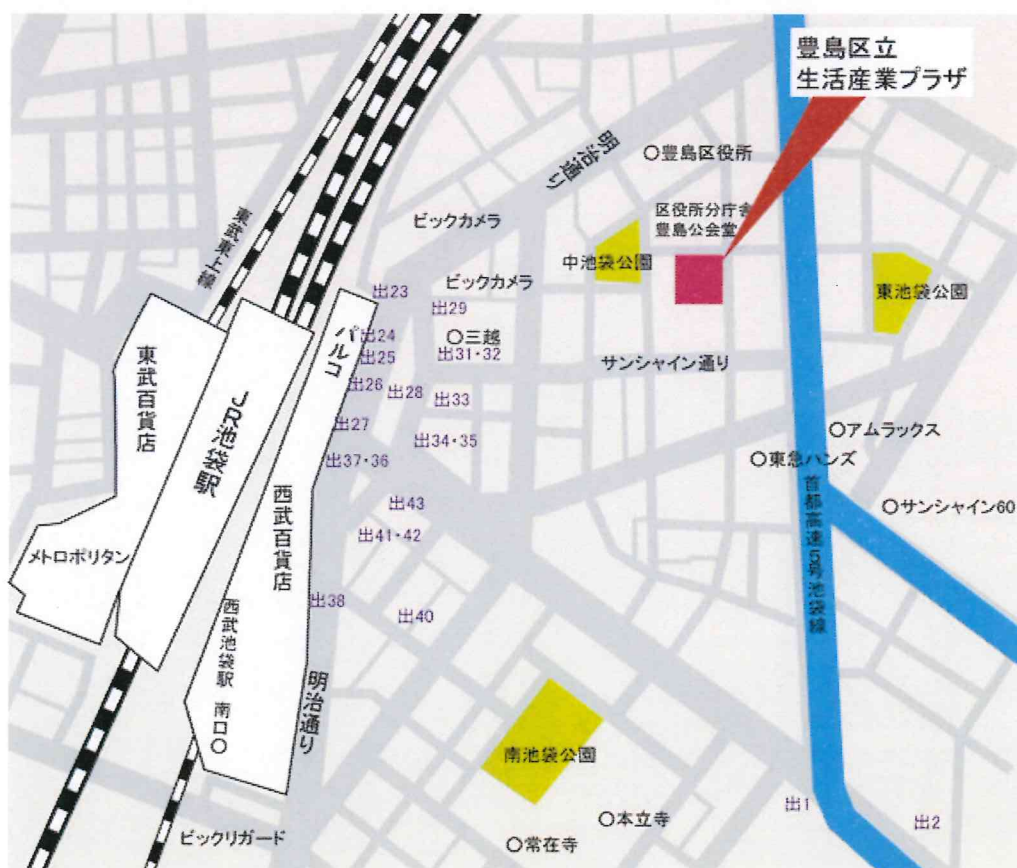 豊島区立
生活産業プラザ
明治通り
豊島区役所
ビックカメラ
区役所分庁舎
豊島公会堂
東武東上線
中池袋公園
ビックカメラ
東池袋公園
出23
出29
パルコ
出24
三越
出25
出31・32
サンシャイン通り
東武百貨店
出26
出28
出33
JR池袋駅
出27
出34・35
アムラックス
出37・36
東急ハンズ
西武百貨店
出43
首都高速5号池袋線
サンシャイン60
出41・42
メトロポリタン
出38
出40
西武池袋駅 南口
明治通り
南池袋公園
出1
本立寺
出2
ビックリガード
常在寺